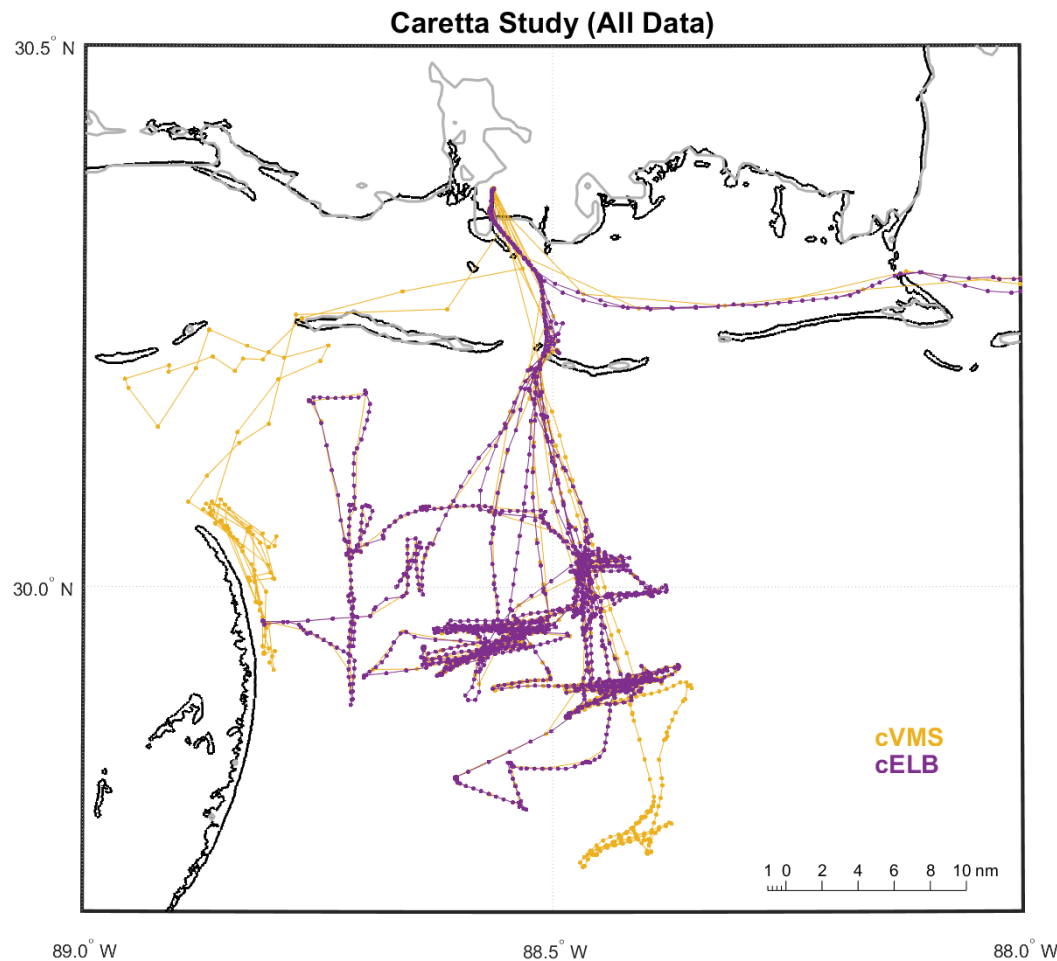 Caretta Study (All Data)
30.5° N
30.0° N
cVMS
cELB
1 0 2 4 6 8 10 nm
89.0° W 88.5° W 88.0° W